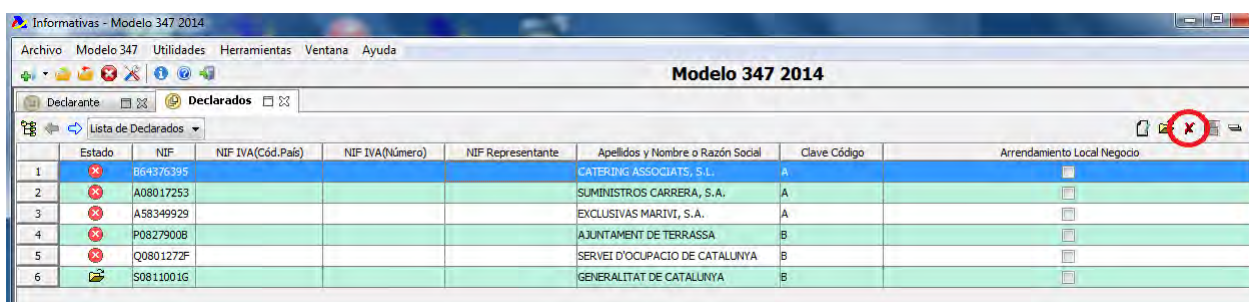 Informativas - Modelo 347 2014
Archivo Modelo 347 Utilidades Herramientas Ventana Ayuda
Modelo 347 2014
Declarante Declarados
Lista de Declarados
Estado NIF NIF IVA(Cód.País) NIF IVA(Número) NIF Representante Apellidos y Nombre o Razón Social Clave Código Arrendamiento Local Negocio
1 B64376395 CATERING ASSOCIATS, S.L. A
2 A08017253 SUMINISTROS CARRERA, S.A. A
3 A58349929 EXCLUSIVAS MARIVI, S.A. A
4 P0827900B AJUNTAMENT DE TERRASSA B
5 Q0801272F SERVEI D'OCUPACIO DE CATALUNYA B
6 S0811001G GENERALITAT DE CATALUNYA B